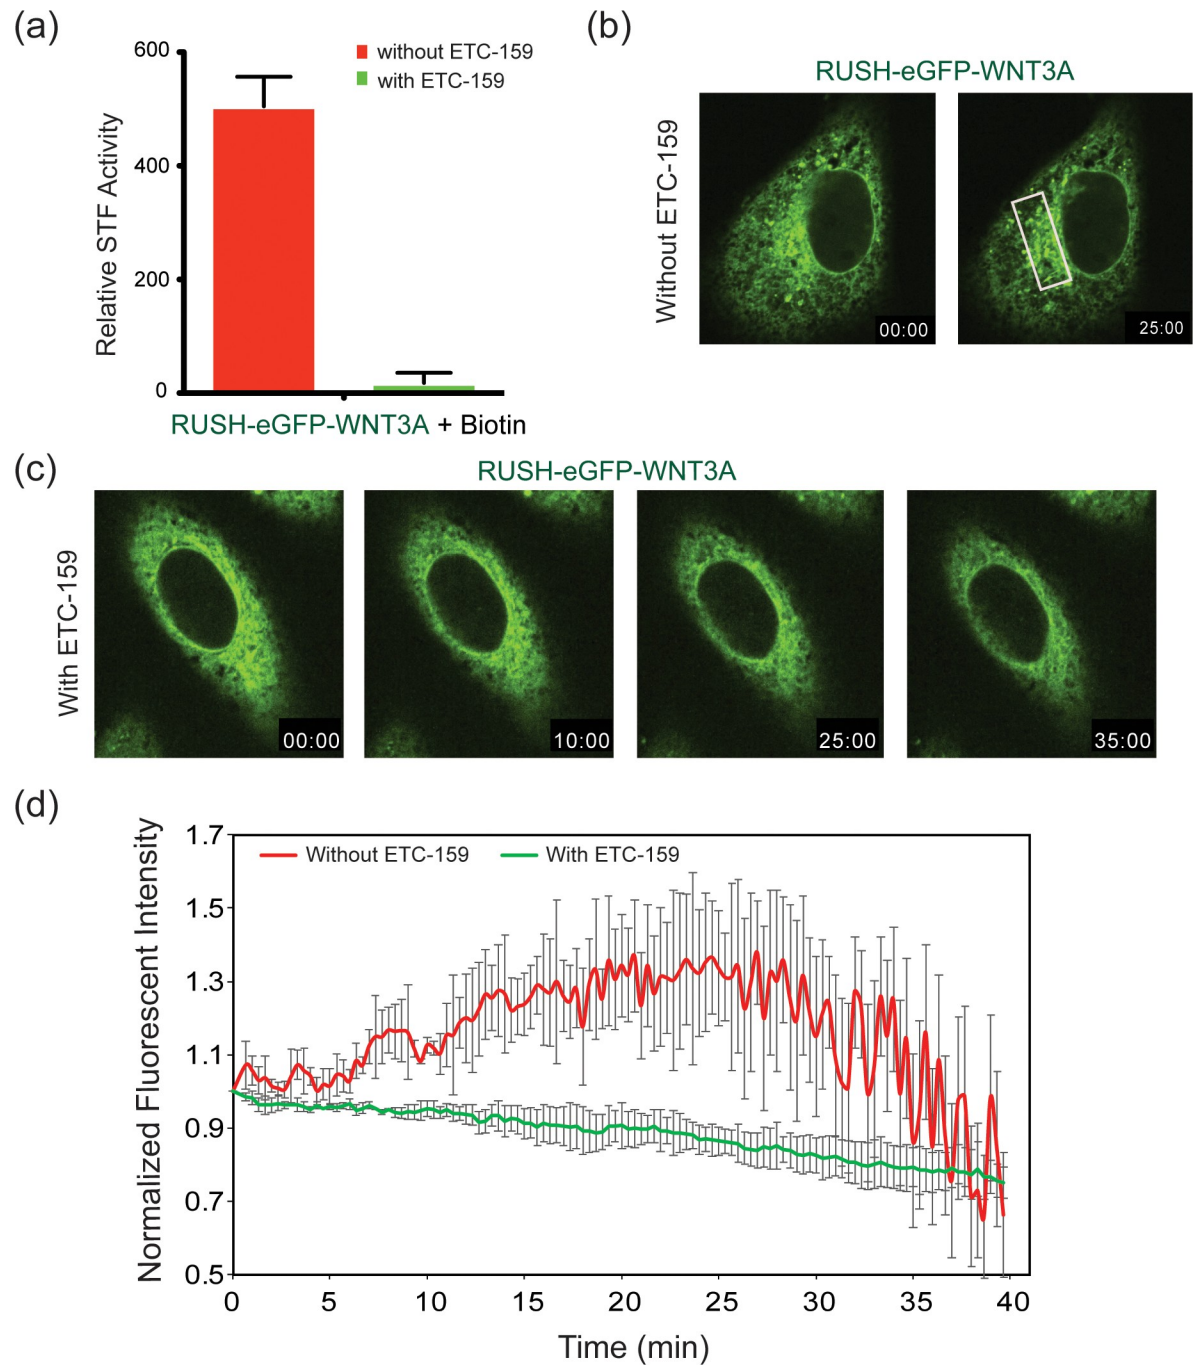 (a)
600
400
200
0
Relative STF Activity
without ETC-159
with ETC-159
RUSH-eGFP-WNT3A + Biotin
(b)
RUSH-eGFP-WNT3A
Without ETC-159
00:00
25:00
(c)
RUSH-eGFP-WNT3A
With ETC-159
00:00
10:00
25:00
35:00
(d)
Normalized Fluorescent Intensity
1.7
1.5
1.3
1.1
0.9
0.7
0.5
Without ETC-159
With ETC-159
0 5 10 15 20 25 30 35 40
Time (min)